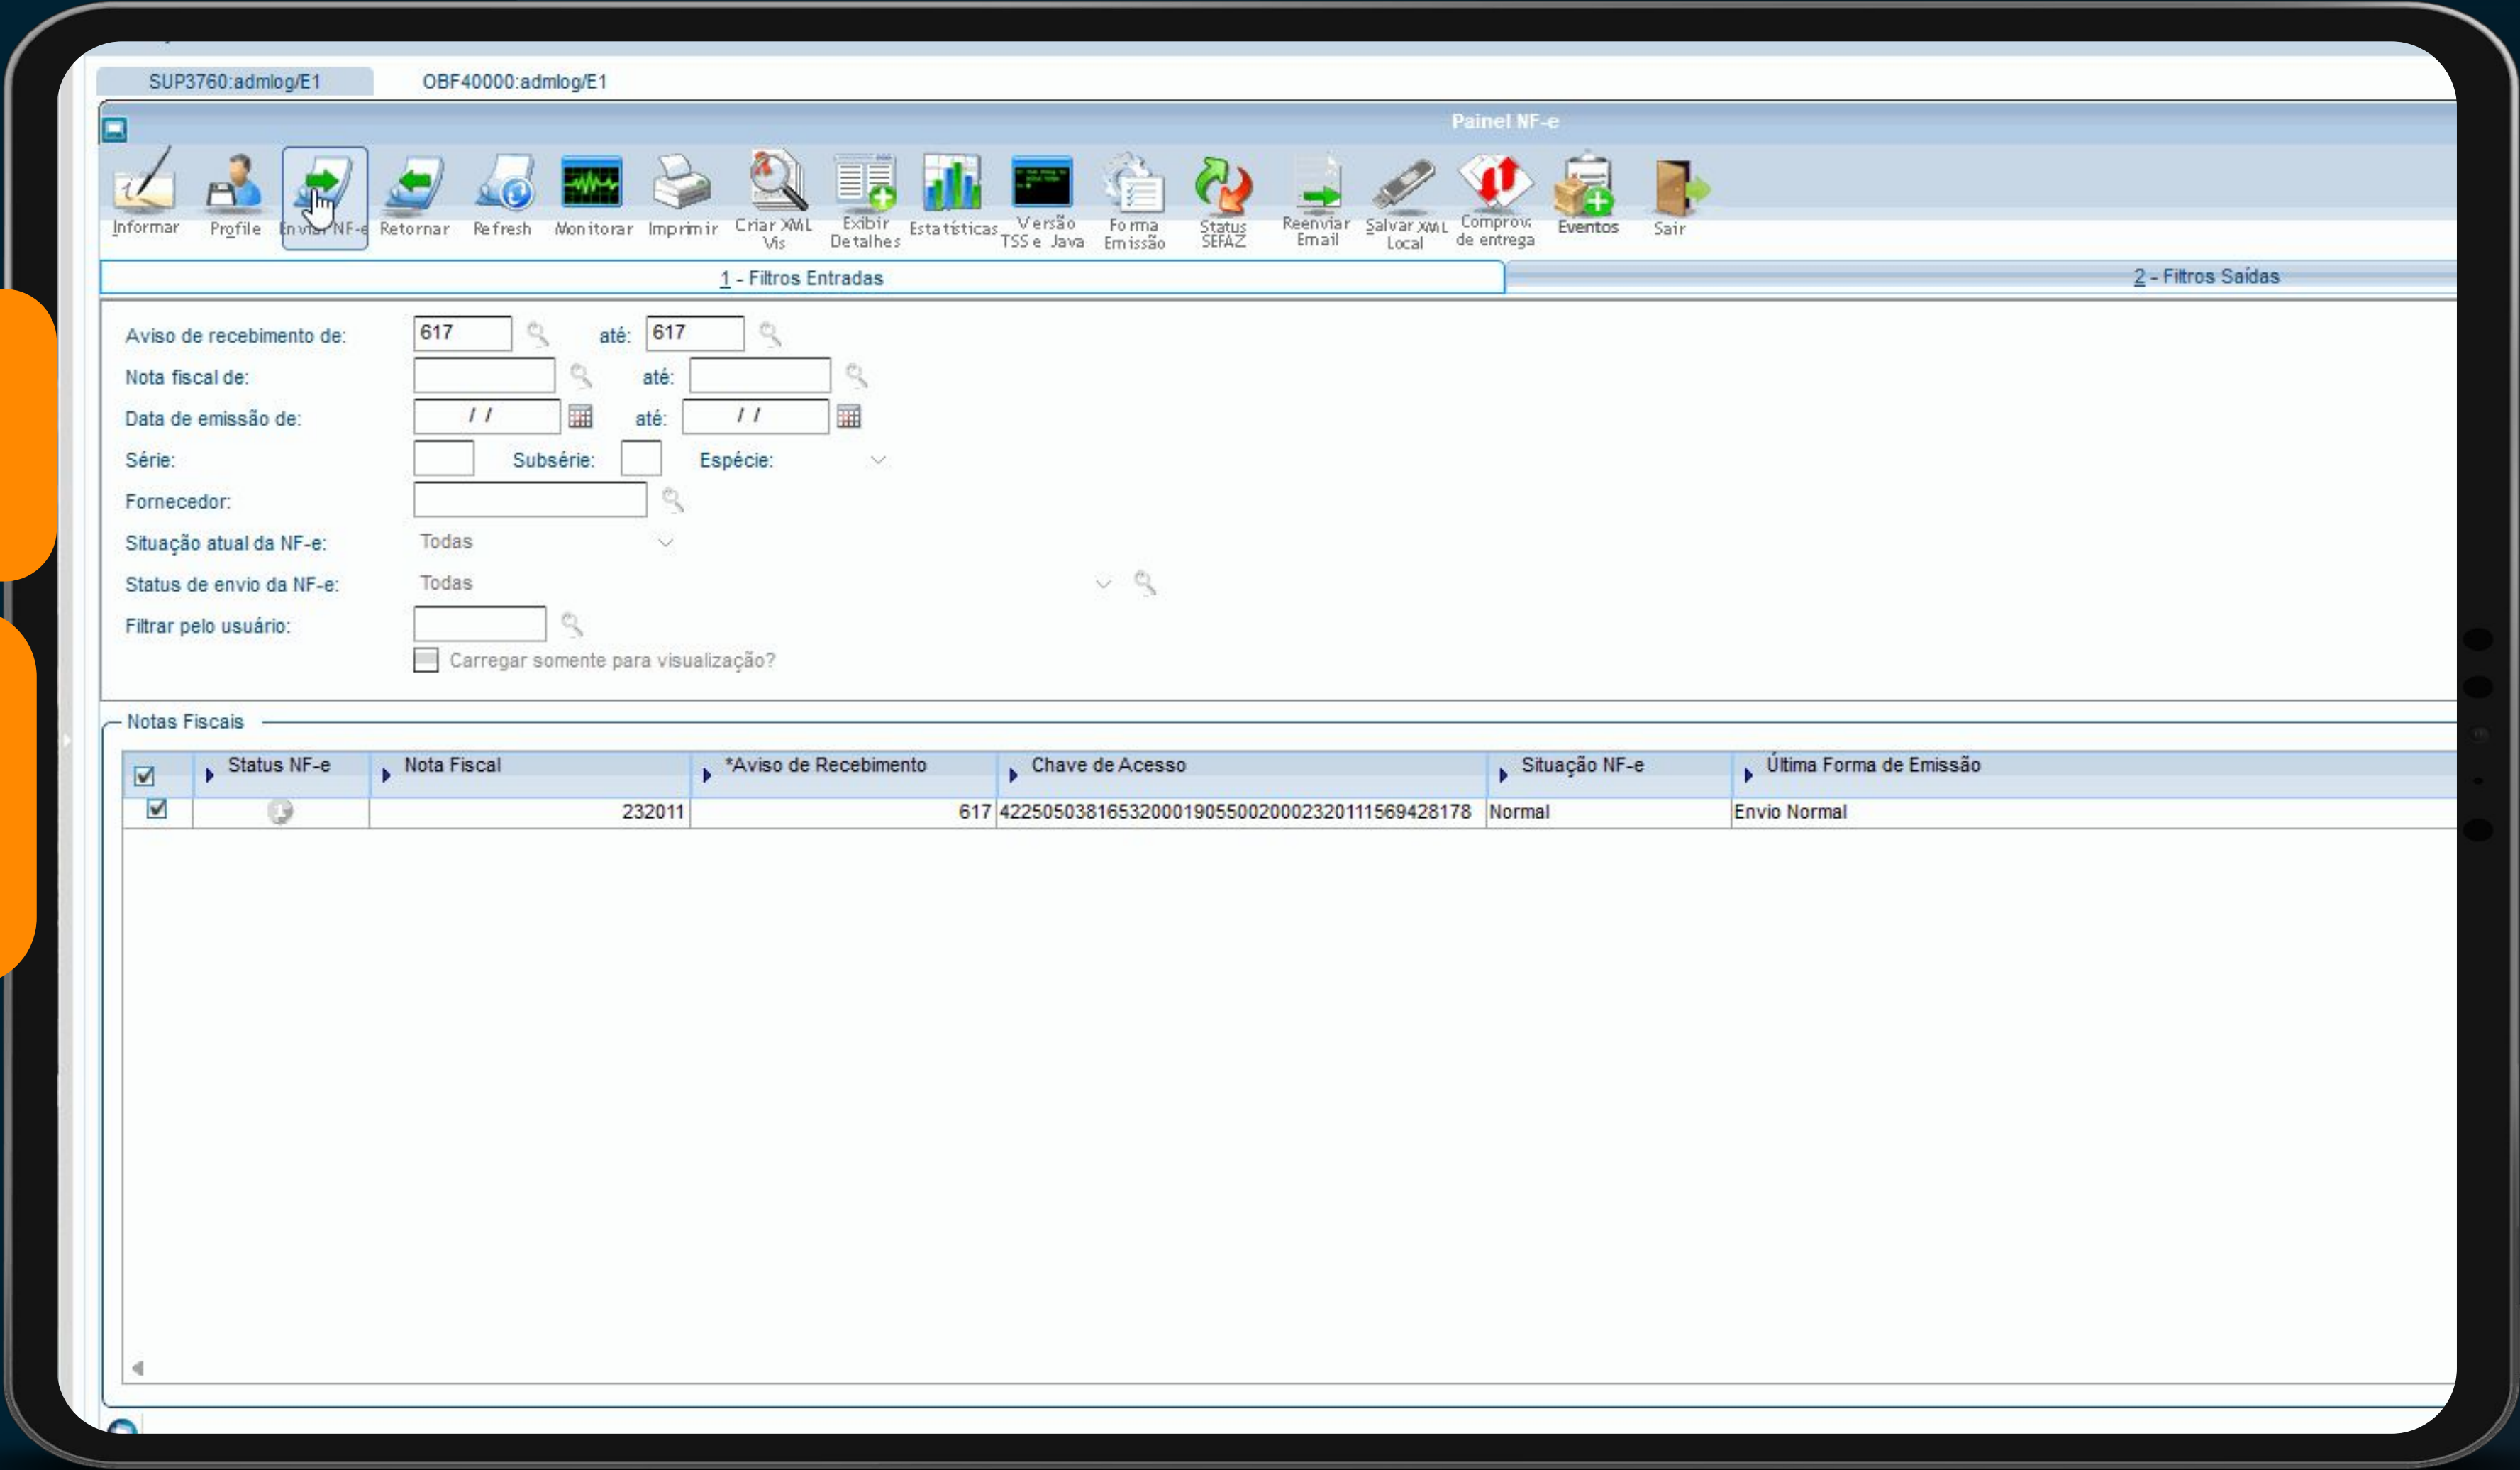 SUP3760:admlog/E1 OBF40000:admlog/E1
Painel NF-e
Informar Profile Enviar NF-e Retornar Refresh Monitorar Imprimir Criar XML Vis Exibir Detalhes Estatísticas Versão TSS e Java Forma Emissão Status SEFAZ Reenviar Email Salvar XML Local Comprov. de entrega Eventos Sair
1 - Filtros Entradas 2 - Filtros Saídas
Aviso de recebimento de: 617 até: 617
Nota fiscal de: até:
Data de emissão de: / / até: / /
Série: Subsérie: Espécie:
Fornecedor:
Situação atual da NF-e: Todas
Status de envio da NF-e: Todas
Filtrar pelo usuário:
Carregar somente para visualização?
Notas Fiscais
Status NF-e Nota Fiscal *Aviso de Recebimento Chave de Acesso Situação NF-e Última Forma de Emissão
232011 617 42250503816532000190550020002320111569428178 Normal Envio Normal